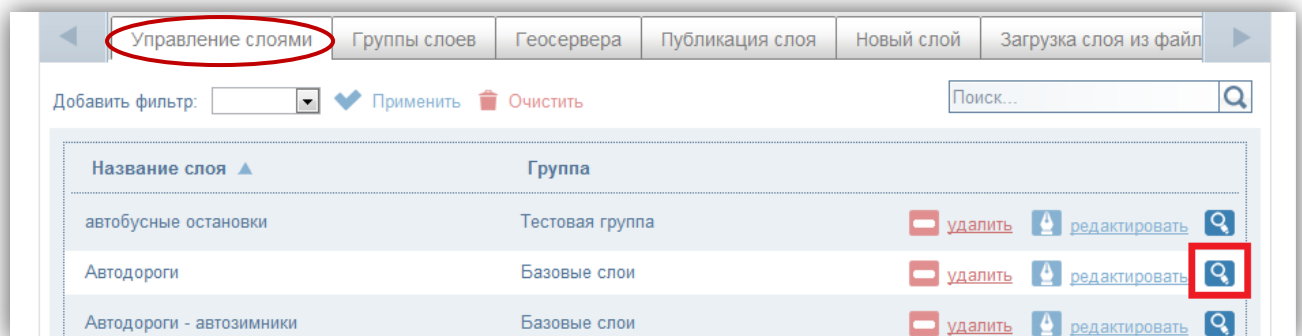 Управление слоями Группы слоев Геосервера Публикация слоя Новый слой Загрузка слоя из файл
Добавить фильтр: Применить Очистить Поиск...
Название слоя Группа
автобусные остановки Тестовая группа удалить редактировать
Автодороги Базовые слои удалить редактировать
Автодороги - автозимники Базовые слои удалить редактировать